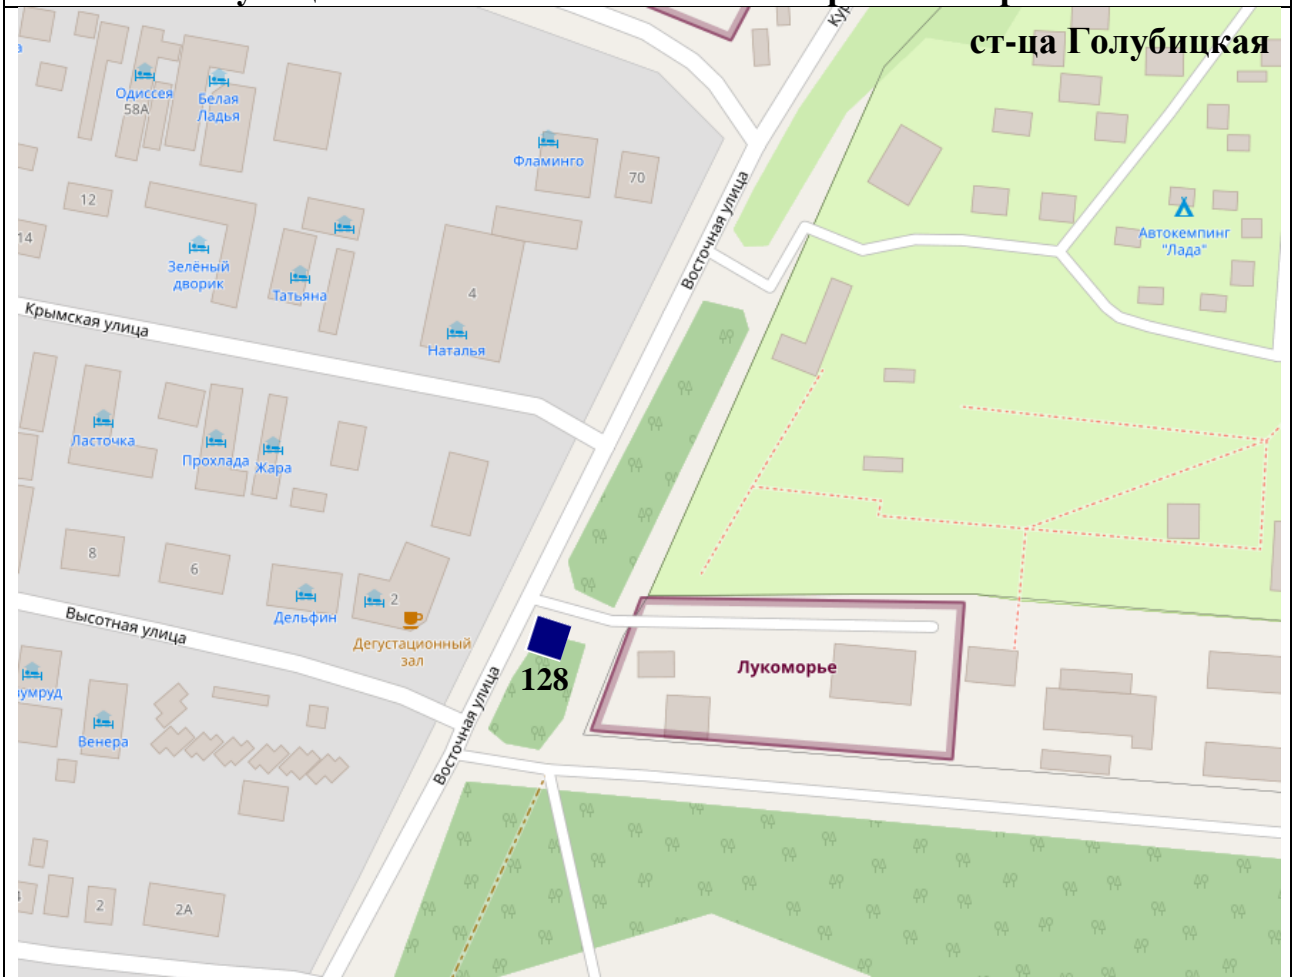 ст-ца Голубицкая
Одиссея
58А
Белая
Ладья
Фламинго
70
12
14
Зелёный
дворик
Татьяна
Восточная улица
Автокемпинг
"Лада"
4
Наталья
Крымская улица
Ласточка
Прохлада
Жара
8
6
Дельфин
2
Дегустационный
зал
Высотная улица
128
Лукоморье
Венера
Восточная улица
2
2А